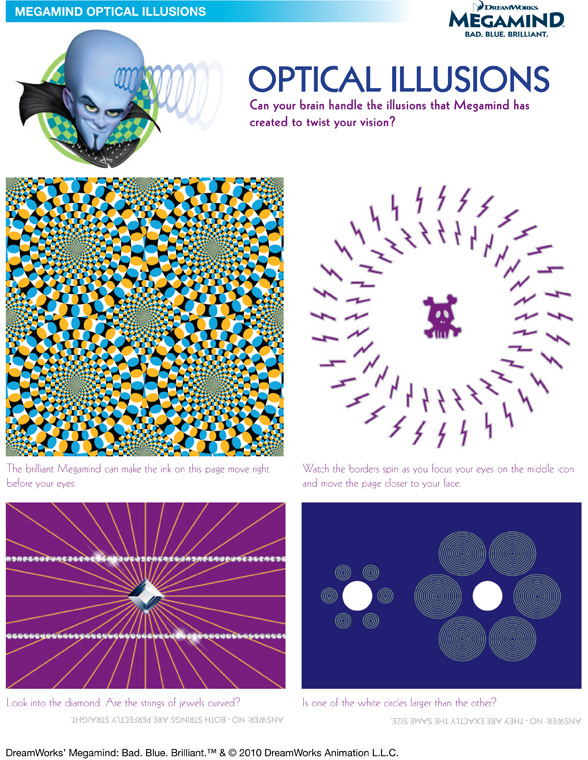 MEGAMIND OPTICAL ILLUSIONS
DREAMWORKS
MEGAMIND
BAD. BLUE. BRILLIANT.
OPTICAL ILLUSIONS
Can your brain handle the illusions that Megamind has
created to twist your vision?
The brilliant Megamind can make the ink on this page move right
before your eyes.
Watch the borders spin as you focus your eyes on the middle icon
and move the page closer to your face.
Look into the diamond. Are the strings of jewels curved?
ANSWER: NO - BOTH STRINGS ARE PERFECTLY STRAIGHT.
Is one of the white circles larger than the other?
ANSWER: NO - THEY ARE EXACTLY THE SAME SIZE.
DreamWorks' Megamind: Bad. Blue. Brilliant.™ & © 2010 DreamWorks Animation L.L.C.